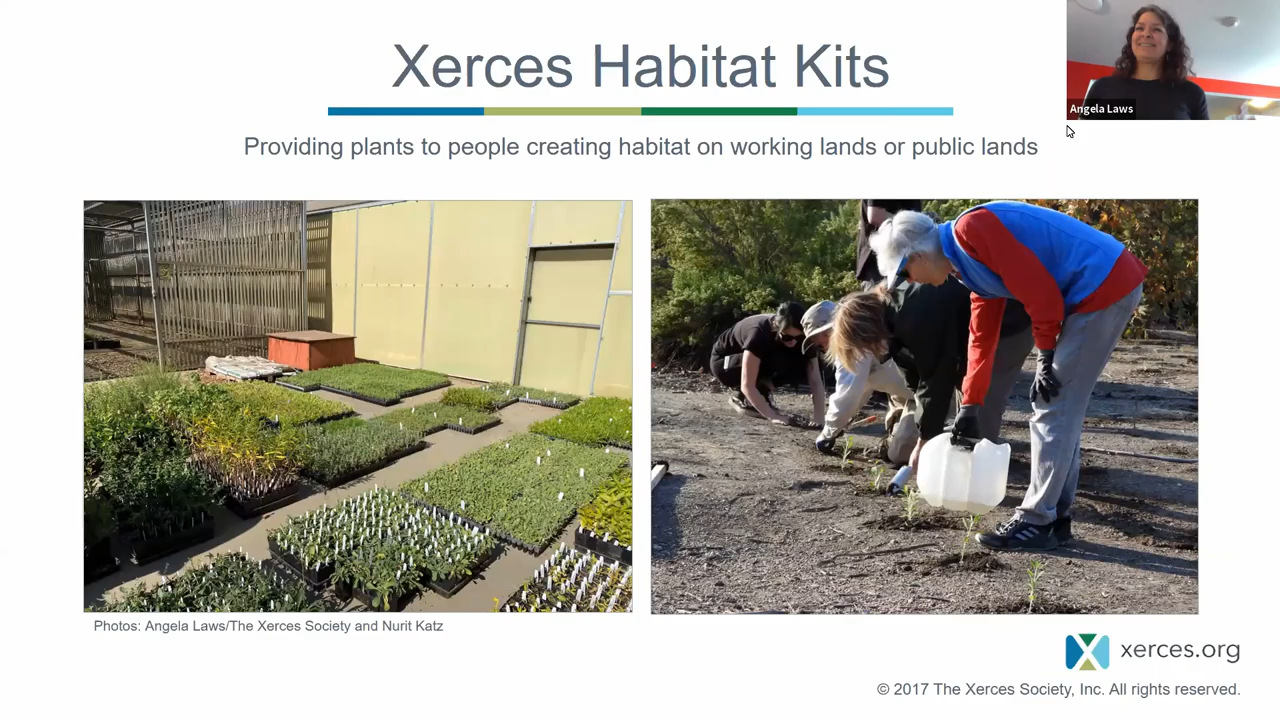 Xerces Habitat Kits
Angela Laws
Providing plants to people creating habitat on working lands or public lands
Photos: Angela Laws/The Xerces Society and Nurit Katz
xerces.org
© 2017 The Xerces Society, Inc. All rights reserved.